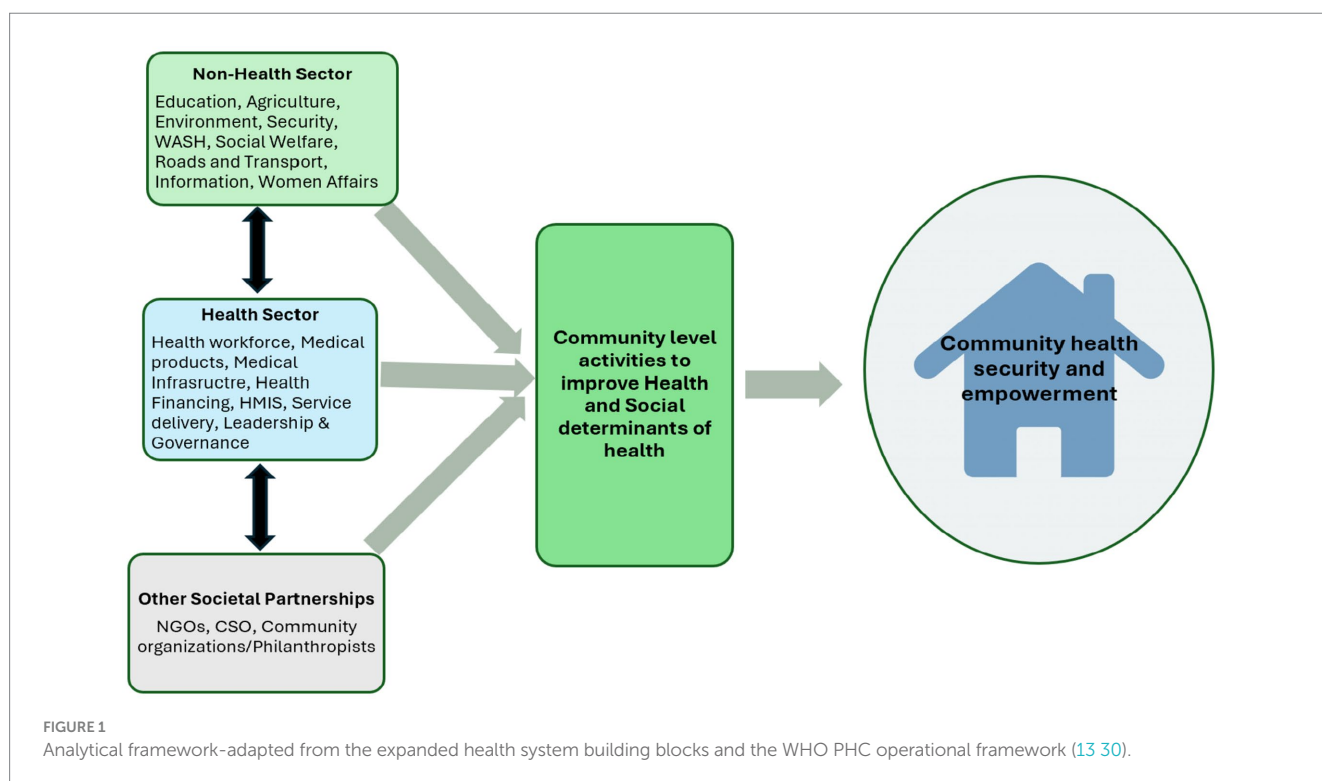 Non-Health Sector
Education, Agriculture,
Environment, Security,
WASH, Social Welfare,
Roads and Transport,
Information, Women Affairs
Health Sector
Health workforce, Medical
products, Medical
Infrasructre, Health
Financing, HMIS, Service
delivery, Leadership &
Governance
Other Societal Partnerships
NGOs, CSO, Community
organizations/Philanthropists
Community level
activities to
improve Health
and Social
determinants of
health
Community health
security and
empowerment
FIGURE 1
Analytical framework-adapted from the expanded health system building blocks and the WHO PHC operational framework (13 30).